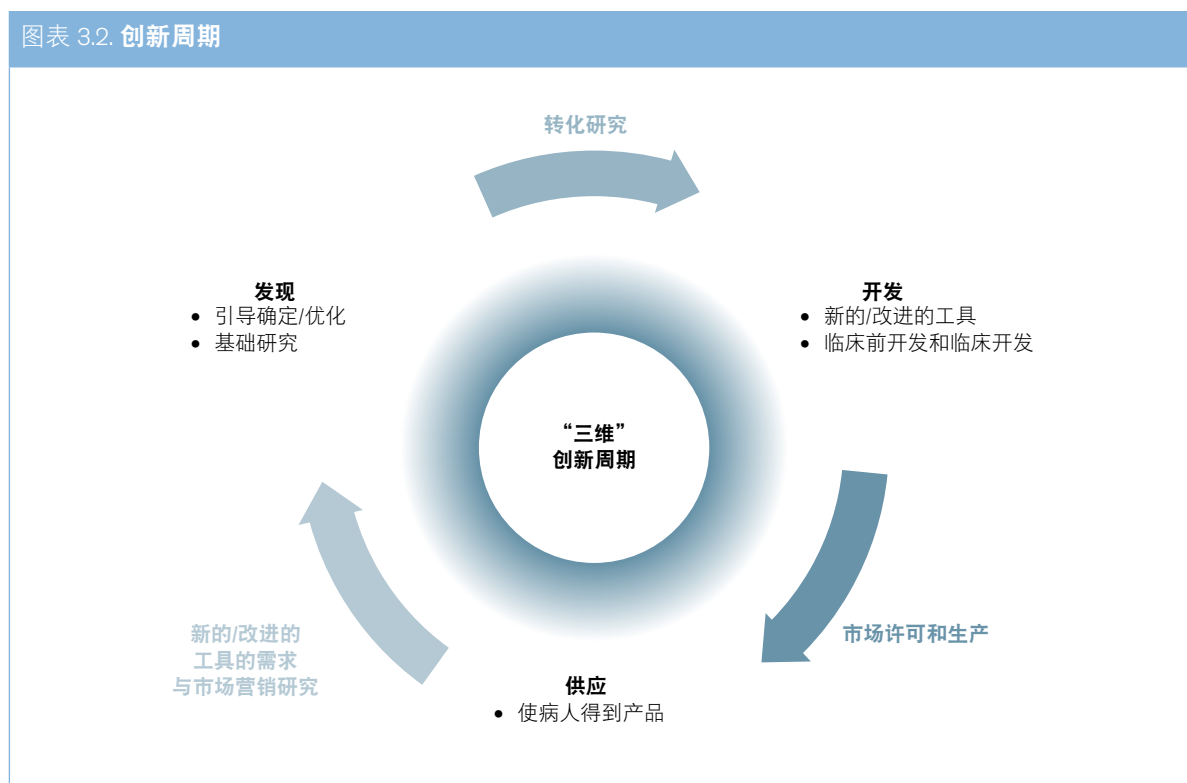 图表 3.2. 创新周期
转化研究
发现
• 引导确定/优化
• 基础研究
开发
• 新的/改进的工具
• 临床前开发和临床开发
“三维”
创新周期
新的/改进的
工具的需求
与市场营销研究
市场许可和生产
供应
• 使病人得到产品